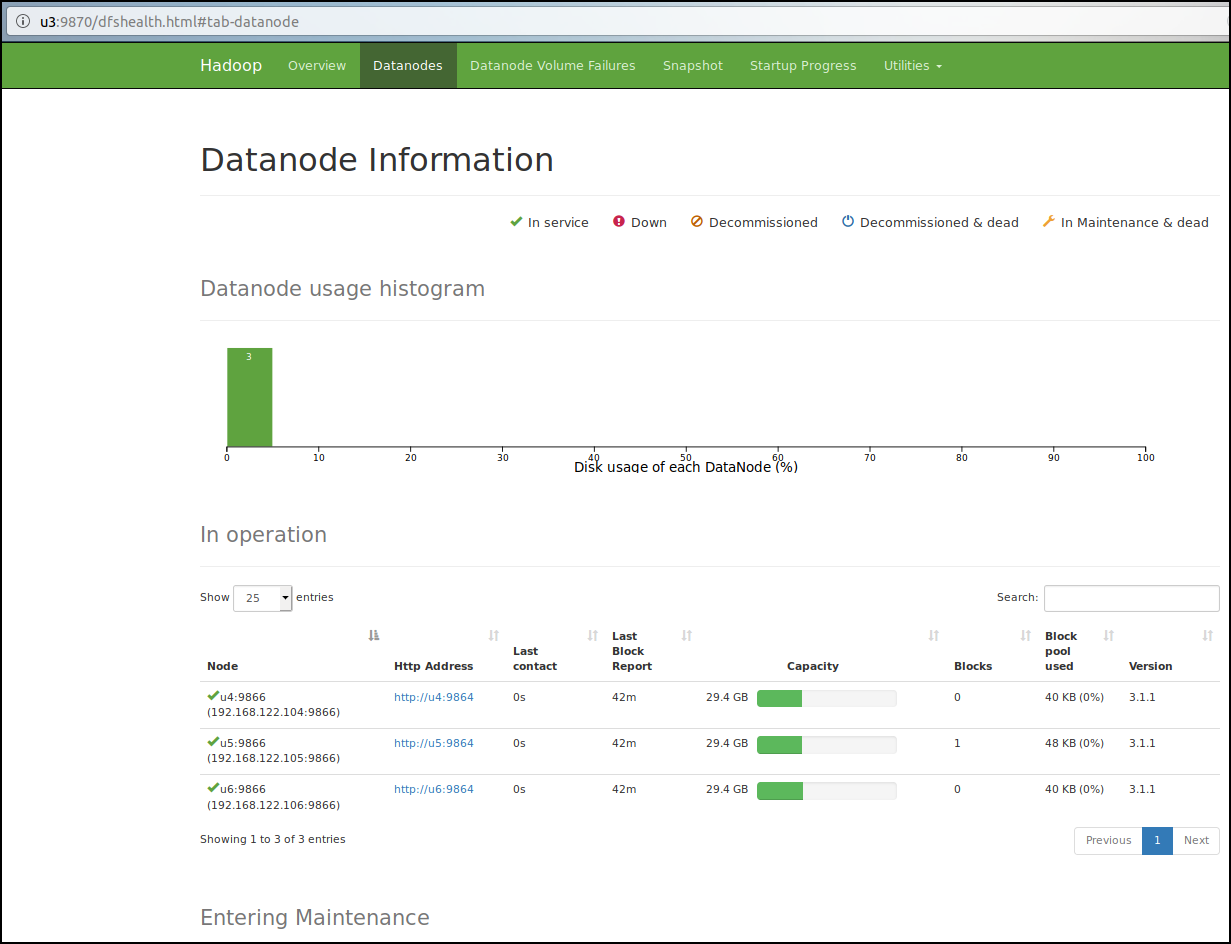 u3:9870/dfshealth.html#tab-datanode
Hadoop Overview Datanodes Datanode Volume Failures Snapshot Startup Progress Utilities
Datanode Information
In service Down Decommissioned Decommissioned & dead In Maintenance & dead
Datanode usage histogram
3
0 10 20 30 40 50 60 70 80 90 100
Disk usage of each DataNode (%)
In operation
Show 25 entries Search:
Node Http Address Last contact Last Block Report Capacity Blocks Block pool used Version
u4:9866 http://u4:9864 0s 42m 29.4 GB 0 40 KB (0%) 3.1.1
(192.168.122.104:9866)
u5:9866 http://u5:9864 0s 42m 29.4 GB 1 48 KB (0%) 3.1.1
(192.168.122.105:9866)
u6:9866 http://u6:9864 0s 42m 29.4 GB 0 40 KB (0%) 3.1.1
(192.168.122.106:9866)
Showing 1 to 3 of 3 entries Previous 1 Next
Entering Maintenance